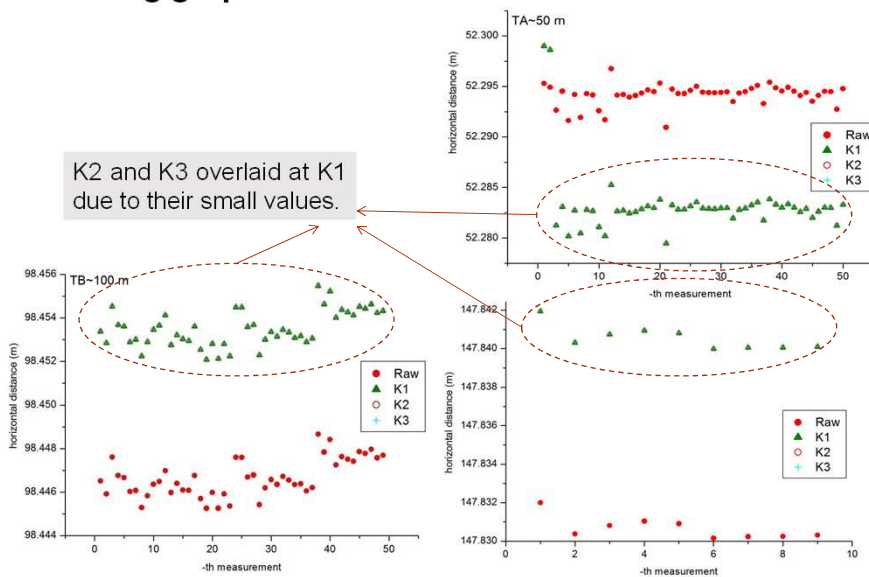 TA~50 m
52.300
52.295
52.290
52.285
52.280
horizontal distance (m)
0 10 20 30 40 50
-th measurement
Raw
K1
K2
K3
K2 and K3 overlaid at K1
due to their small values.
TB~100 m
98.456
98.454
98.452
98.450
98.448
98.446
98.444
horizontal distance (m)
0 10 20 30 40 50
-th measurement
Raw
K1
K2
K3
147.842
147.840
147.838
147.836
147.834
147.832
147.830
horizontal distance (m)
0 2 4 6 8 10
-th measurement
Raw
K1
K2
K3